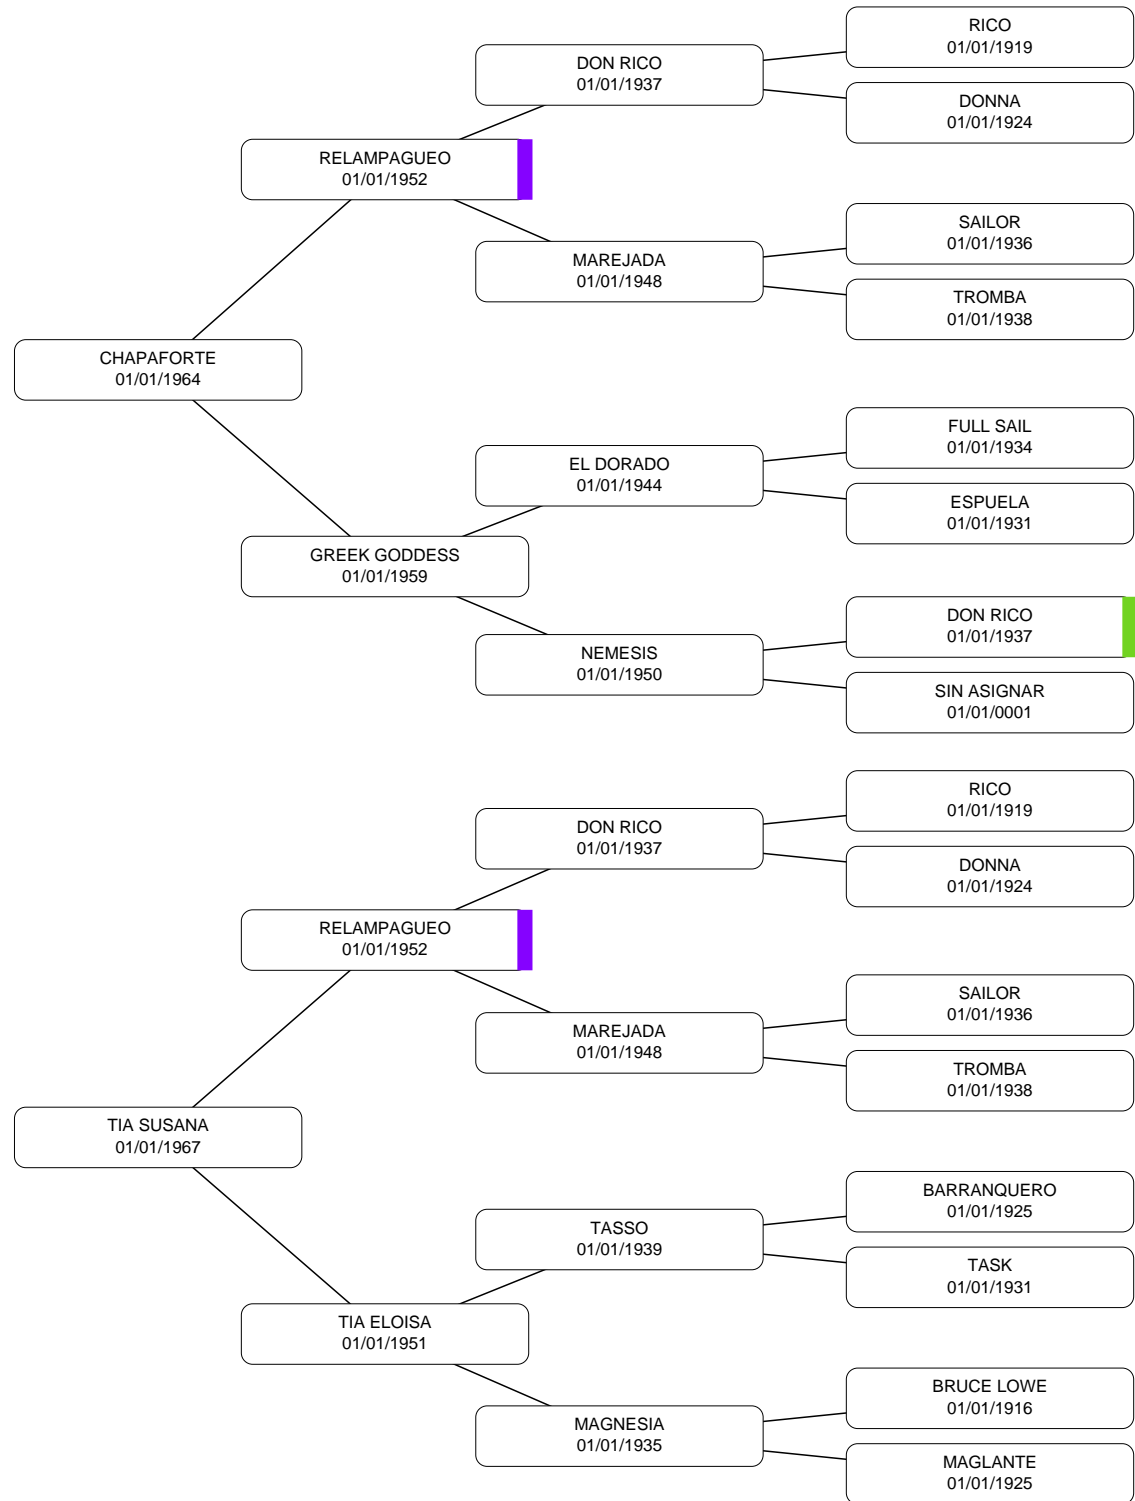 RICO
01/01/1919
DON RICO
01/01/1937
DONNA
01/01/1924
RELAMPAGUEO
01/01/1952
SAILOR
01/01/1936
MAREJADA
01/01/1948
TROMBA
01/01/1938
CHAPAFORTE
01/01/1964
FULL SAIL
01/01/1934
EL DORADO
01/01/1944
ESPUELA
01/01/1931
GREEK GODDESS
01/01/1959
DON RICO
01/01/1937
NEMESIS
01/01/1950
SIN ASIGNAR
01/01/0001
RICO
01/01/1919
DON RICO
01/01/1937
DONNA
01/01/1924
RELAMPAGUEO
01/01/1952
SAILOR
01/01/1936
MAREJADA
01/01/1948
TROMBA
01/01/1938
TIA SUSANA
01/01/1967
BARRANQUERO
01/01/1925
TASSO
01/01/1939
TASK
01/01/1931
TIA ELOISA
01/01/1951
BRUCE LOWE
01/01/1916
MAGNESIA
01/01/1935
MAGLANTE
01/01/1925